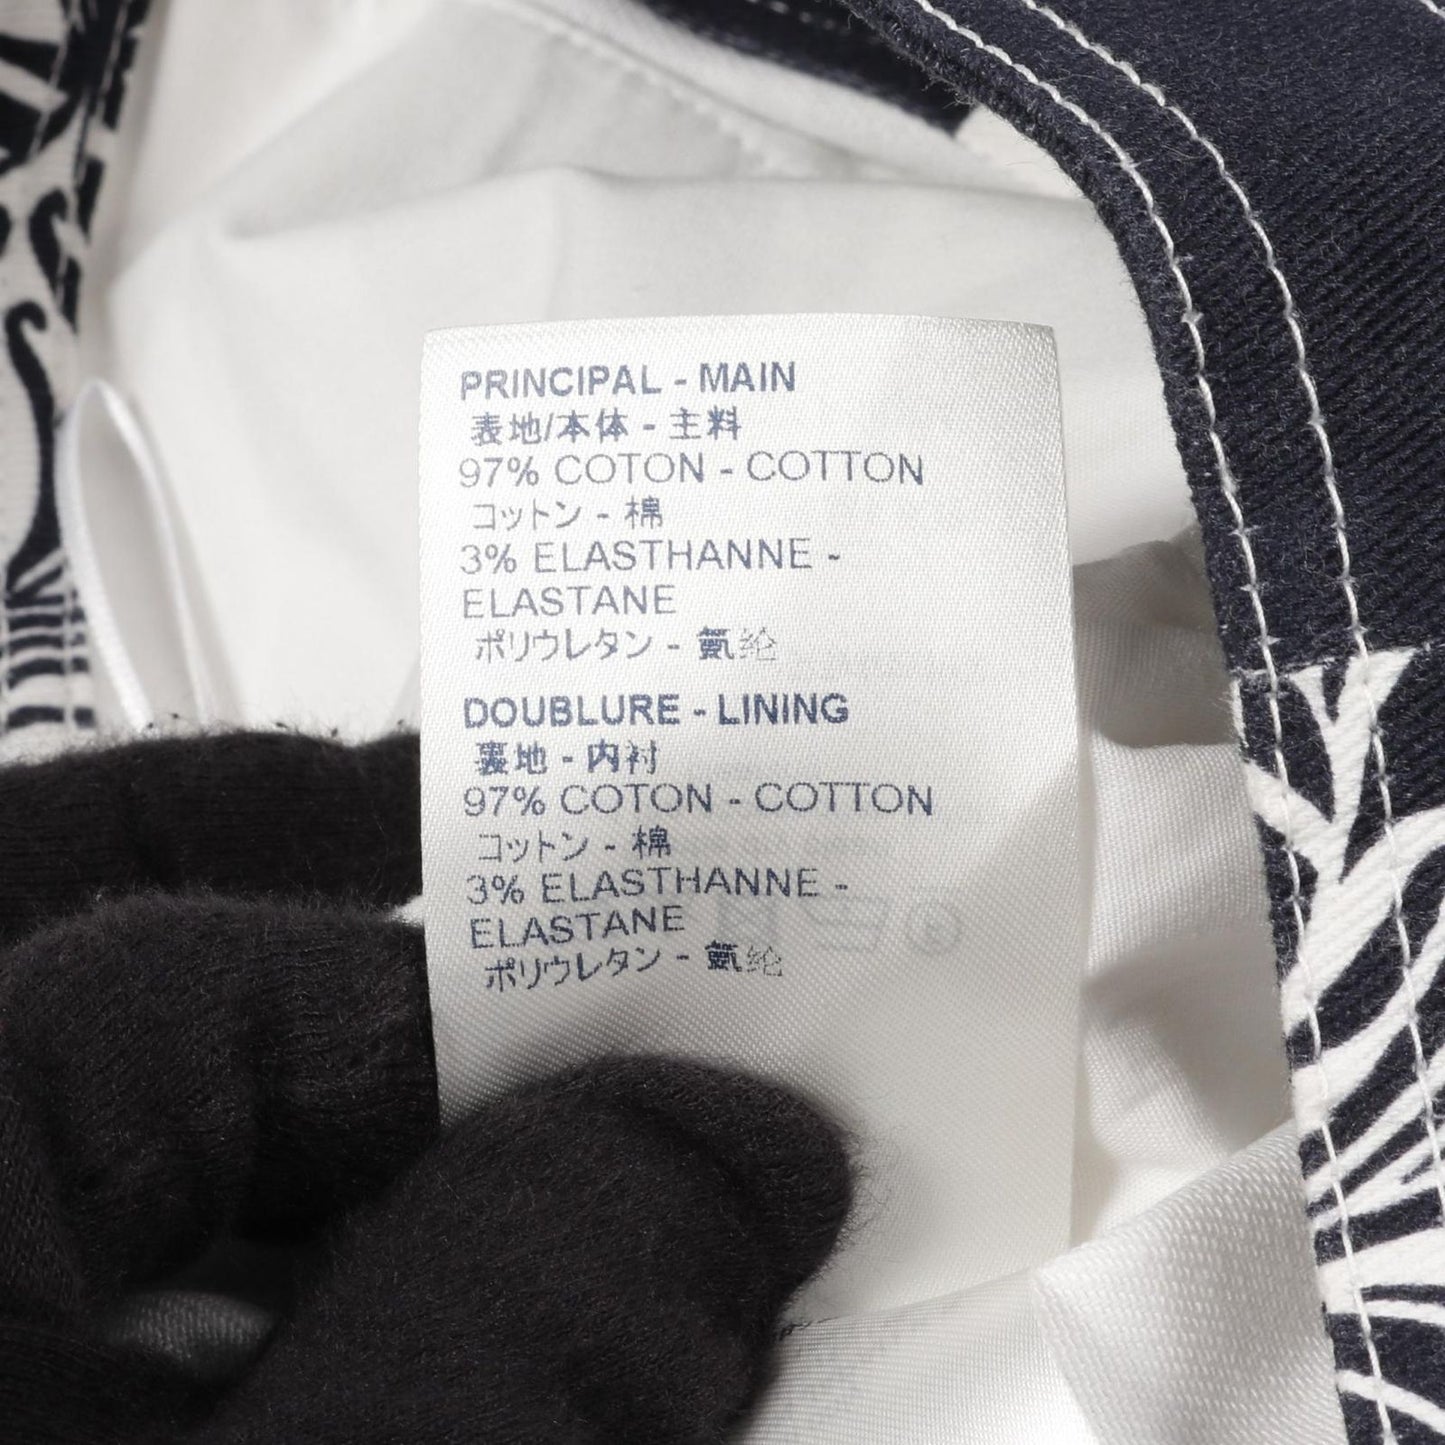 PRINCIPAL - MAIN
表地/本体 - 主料
97% COTON - COTTON
コットン - 棉
3% ELASTHANNE -
ELASTANE
ポリウレタン - 氨纶
DOUBLURE - LINING
裏地 - 内衬
97% COTON - COTTON
コットン - 棉
3% ELASTHANNE -
ELASTANE
ポリウレタン - 氨纶